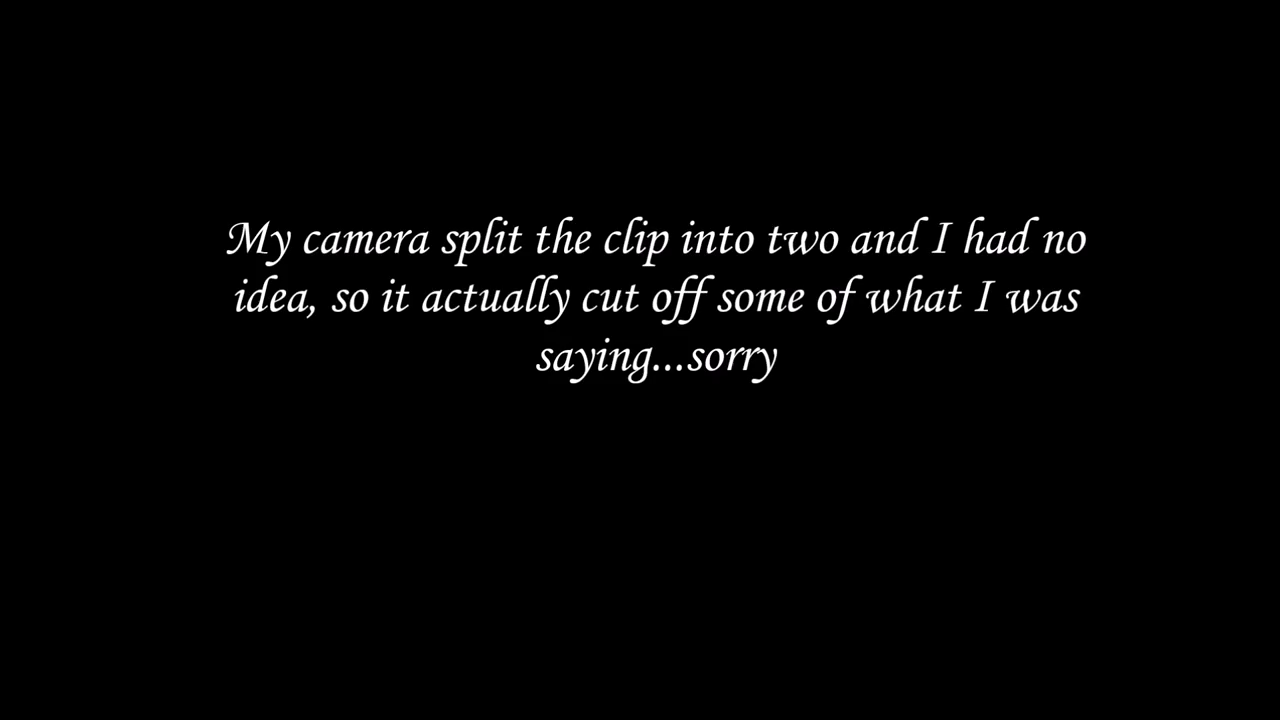 My camera split the clip into two and I had no
idea, so it actually cut off some of what I was
saying...sorry